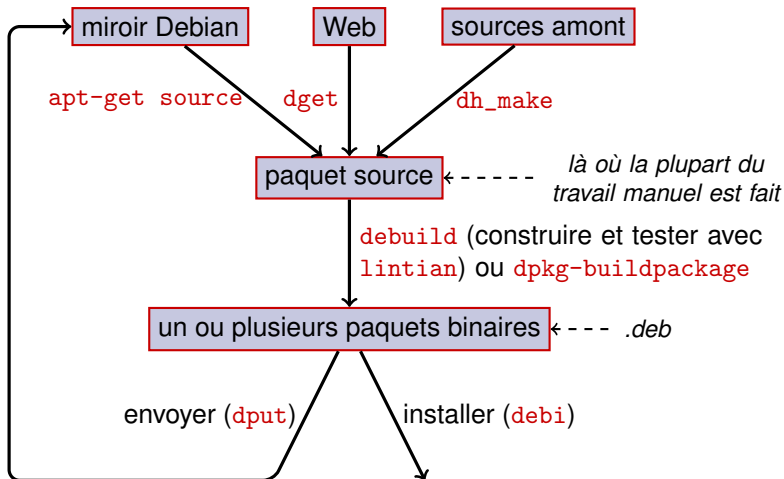 miroir Debian
Web
sources amont
apt-get source
dget
dh_make
paquet source
là où la plupart du
travail manuel est fait
debuild (construire et tester avec
lintian) ou dpkg-buildpackage
un ou plusieurs paquets binaires
.deb
envoyer (dput)
installer (debi)